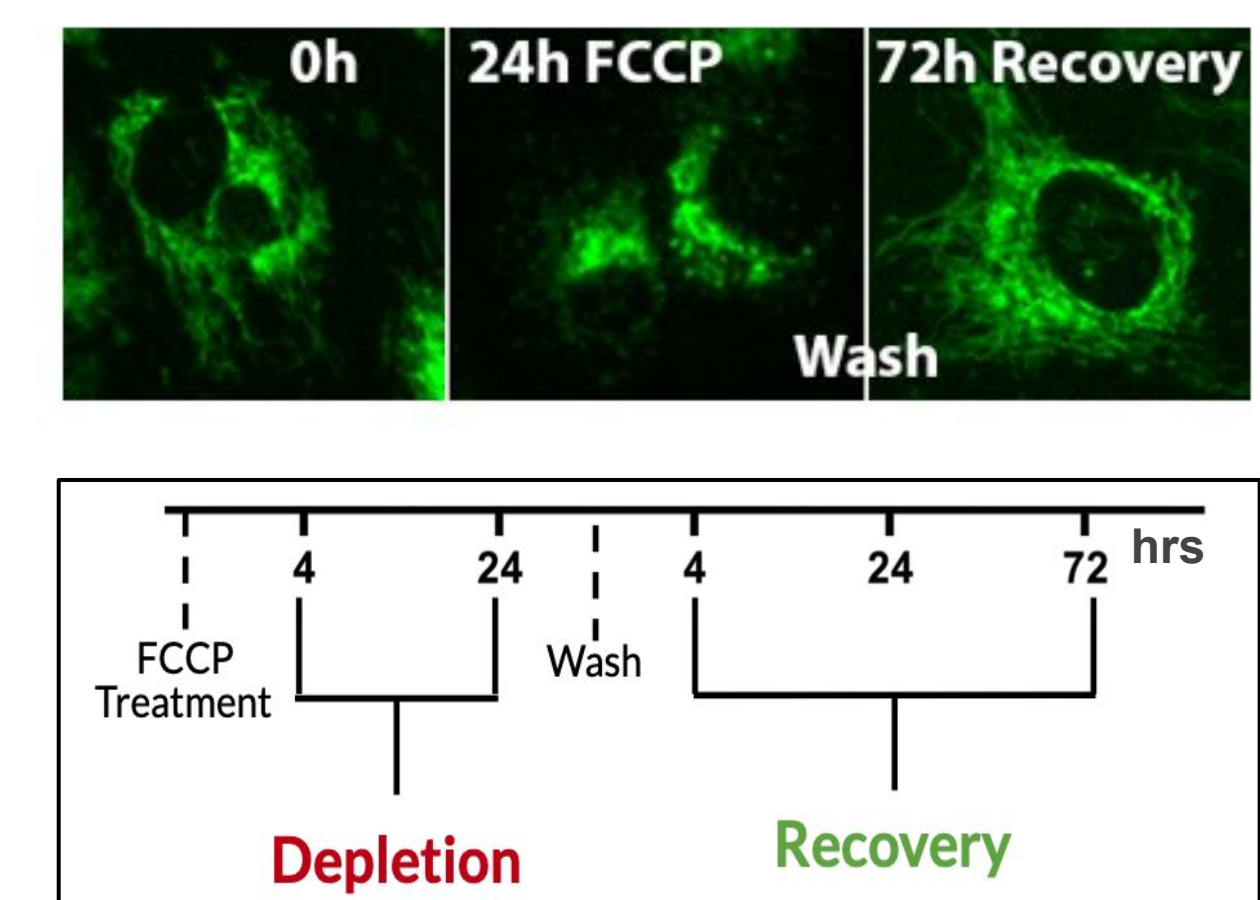 0h
24h FCCP
72h Recovery
Wash
4
24
4
24
72
hrs
FCCP
Treatment
Wash
Depletion
Recovery